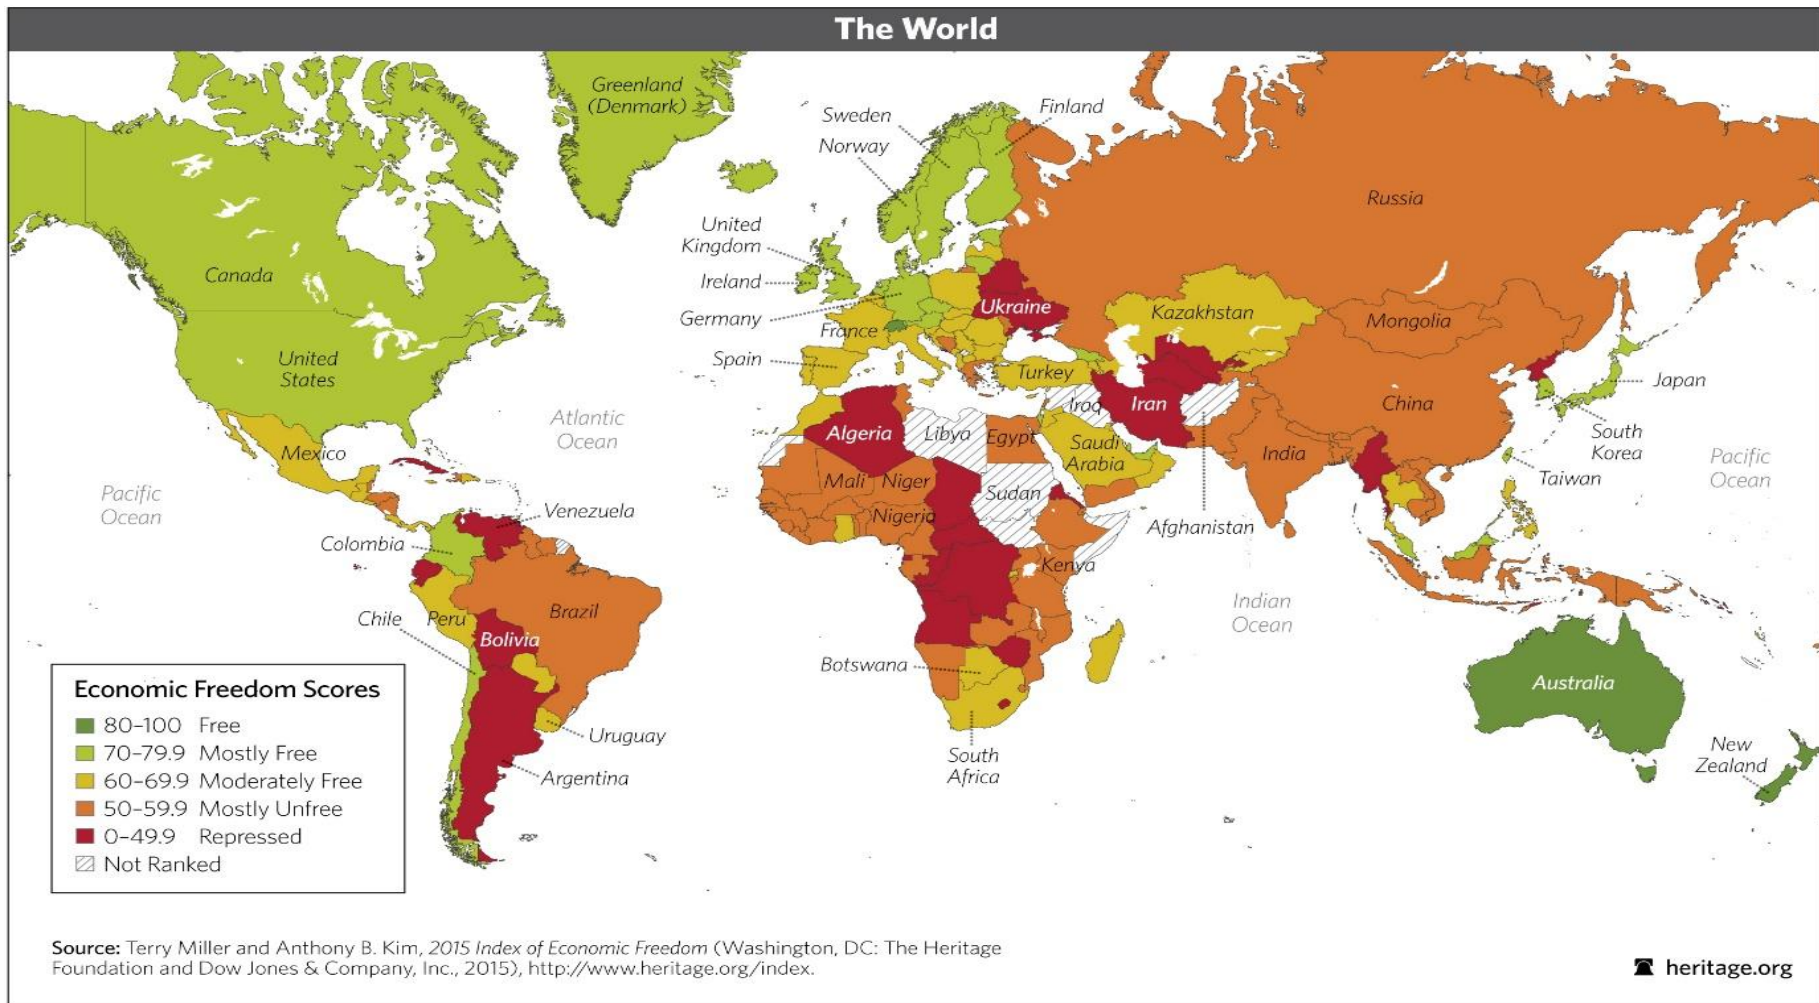 The World
Greenland
(Denmark)
Finland
Sweden
Norway
Russia
United
Kingdom
Canada
Ireland
Ukraine
Germany
Kazakhstan
Mongolia
France
United
States
Spain
Turkey
Japan
Iraq
Iran
China
Atlantic
Ocean
Algeria
Libya
Egypt
Saudi
Arabia
India
South
Korea
Pacific
Ocean
Mexico
Taiwan
Mali
Niger
Sudan
Pacific
Ocean
Venezuela
Nigeria
Afghanistan
Colombia
Kenya
Indian
Ocean
Chile
Peru
Brazil
Bolivia
Botswana
Australia
Uruguay
South
Africa
New
Zealand
Argentina
Economic Freedom Scores
80–100 Free
70–79.9 Mostly Free
60–69.9 Moderately Free
50–59.9 Mostly Unfree
0–49.9 Repressed
Not Ranked
Source: Terry Miller and Anthony B. Kim, 2015 Index of Economic Freedom (Washington, DC: The Heritage
Foundation and Dow Jones & Company, Inc., 2015), http://www.heritage.org/index.
heritage.org